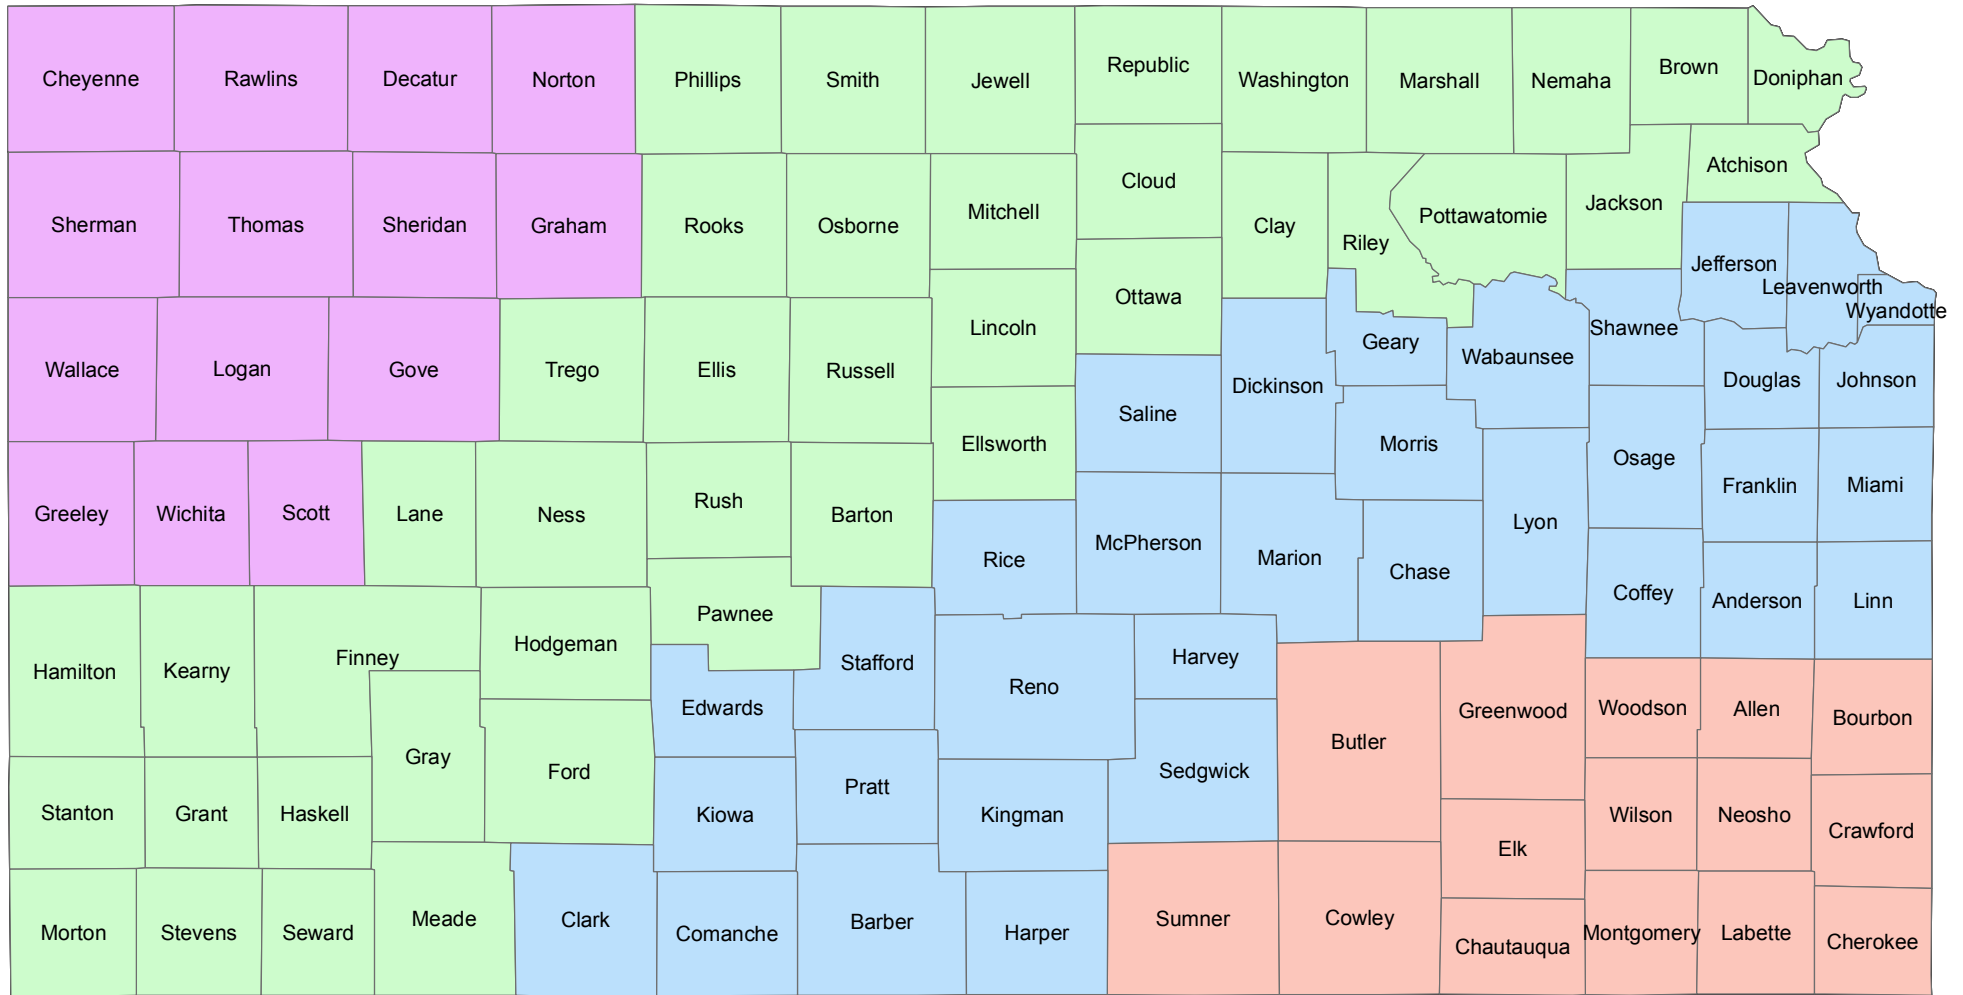 Cheyenne
Rawlins
Decatur
Norton
Phillips
Smith
Jewell
Republic
Washington
Marshall
Nemaha
Brown
Doniphan
Sherman
Thomas
Sheridan
Graham
Rooks
Osborne
Mitchell
Cloud
Clay
Riley
Pottawatomie
Jackson
Atchison
Jefferson
Leavenworth
Wyandotte
Wallace
Logan
Gove
Trego
Ellis
Russell
Lincoln
Ottawa
Saline
Dickinson
Geary
Wabaunsee
Shawnee
Douglas
Johnson
Greeley
Wichita
Scott
Lane
Ness
Rush
Barton
Ellsworth
Rice
McPherson
Marion
Morris
Chase
Lyon
Osage
Franklin
Miami
Coffey
Anderson
Linn
Hamilton
Kearny
Finney
Hodgeman
Pawnee
Stafford
Edwards
Reno
Harvey
Gray
Ford
Sedgwick
Butler
Greenwood
Woodson
Allen
Bourbon
Stanton
Grant
Haskell
Kiowa
Pratt
Kingman
Elk
Wilson
Neosho
Crawford
Morton
Stevens
Seward
Meade
Clark
Comanche
Barber
Harper
Sumner
Cowley
Chautauqua
Montgomery
Labette
Cherokee